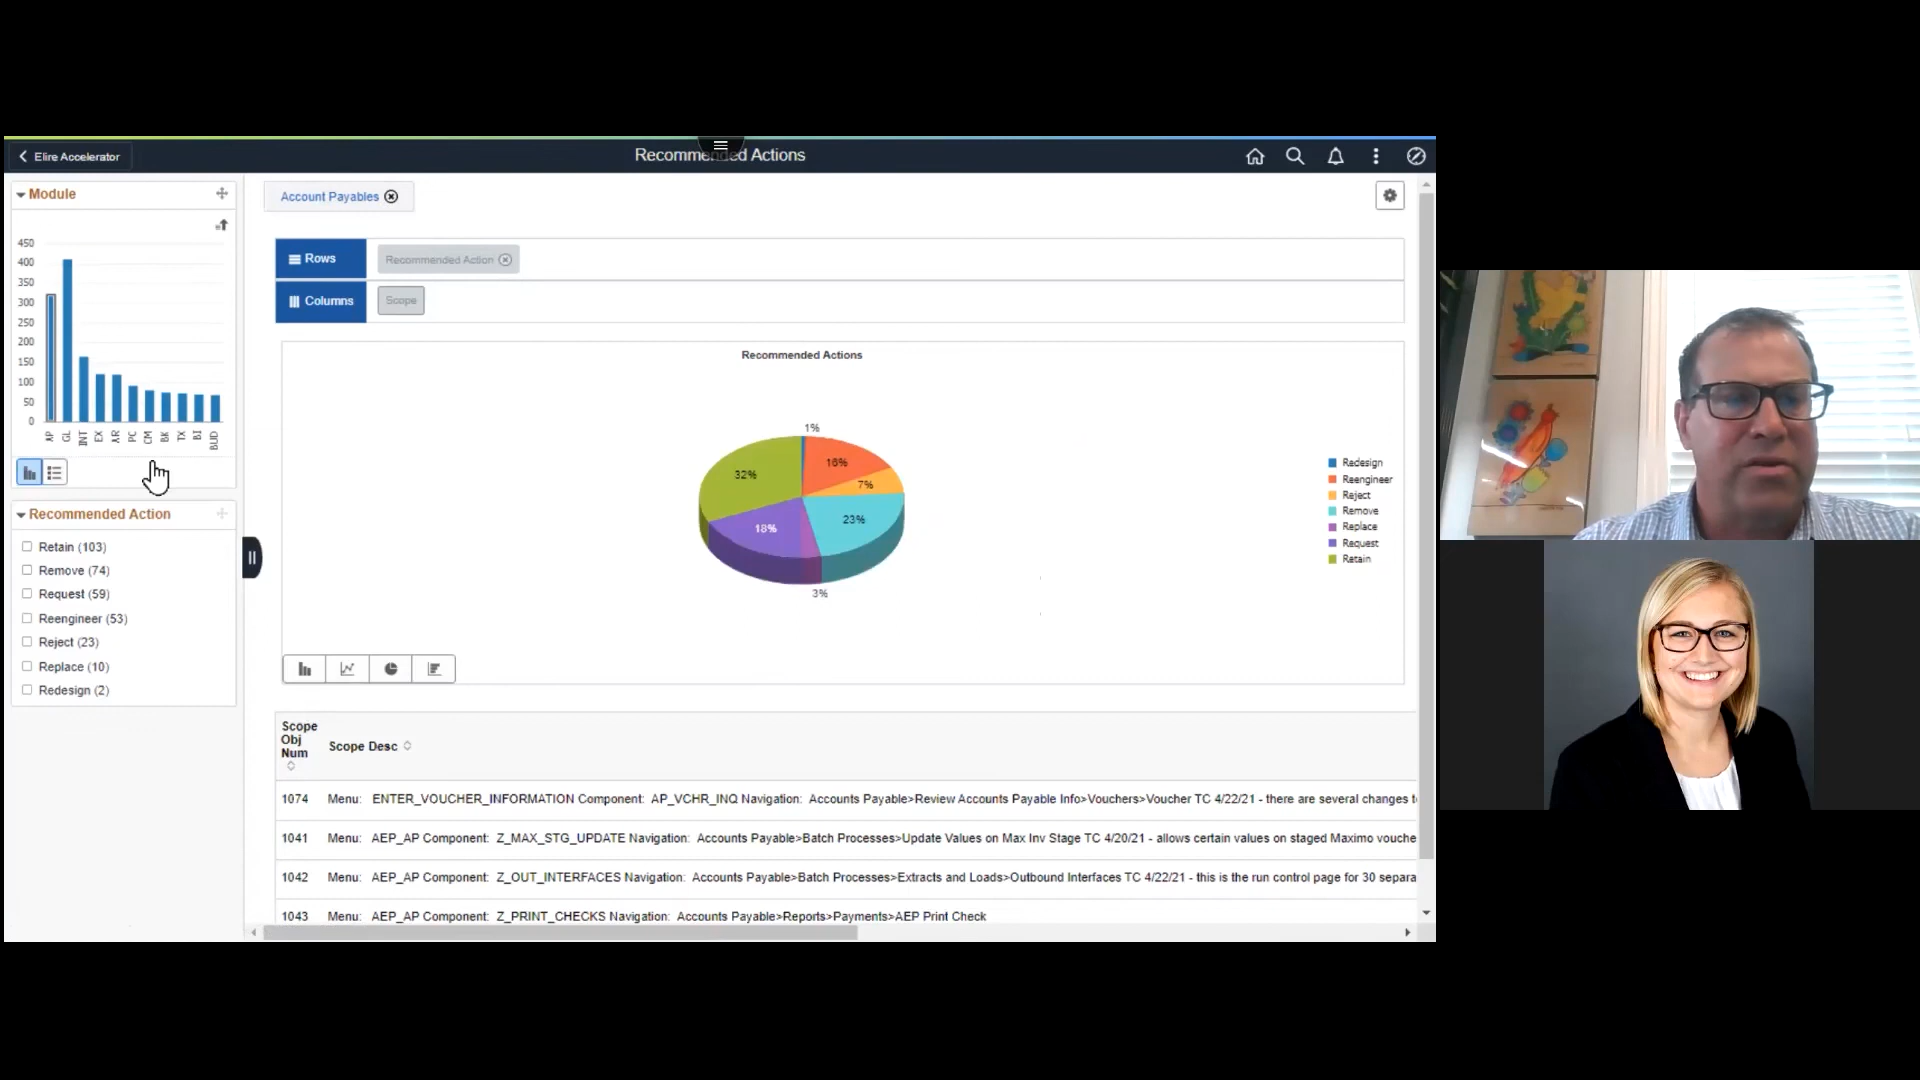 Elire Accelerator
Recommended Actions
Module
450
400
350
300
250
200
150
100
50
0
AP
GL
INT
EX
AR
PC
CM
BK
TX
BI
BUD
Recommended Action
Retain (103)
Remove (74)
Request (59)
Reengineer (53)
Reject (23)
Replace (10)
Redesign (2)
Account Payables
Rows
Recommended Action
Columns
Scope
Recommended Actions
1%
16%
7%
23%
3%
18%
32%
Redesign
Reengineer
Reject
Remove
Replace
Request
Retain
Scope
Obj
Num
Scope Desc
1074 Menu: ENTER_VOUCHER_INFORMATION Component: AP_VCHR_INQ Navigation: Accounts Payable>Review Accounts Payable Info>Vouchers>Voucher TC 4/22/21 - there are several changes
1041 Menu: AEP_AP Component: Z_MAX_STG_UPDATE Navigation: Accounts Payable>Batch Processes>Update Values on Max Inv Stage TC 4/20/21 - allows certain values on staged Maximo vouche
1042 Menu: AEP_AP Component: Z_OUT_INTERFACES Navigation: Accounts Payable>Batch Processes>Extracts and Loads>Outbound Interfaces TC 4/22/21 - this is the run control page for 30 separa
1043 Menu: AEP_AP Component: Z_PRINT_CHECKS Navigation: Accounts Payable>Reports>Payments>AEP Print Check